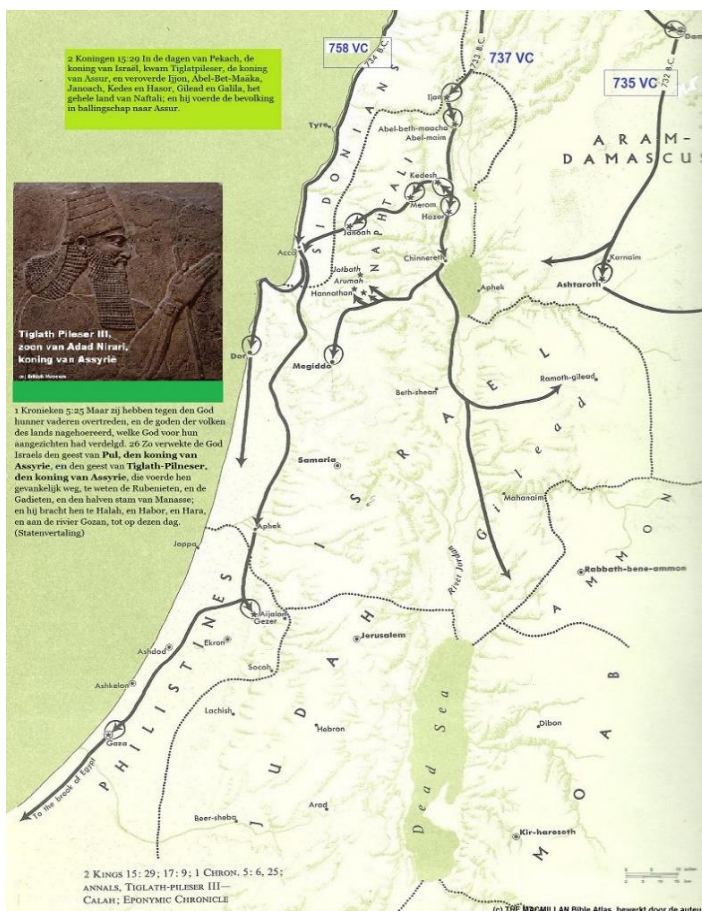 2 Koningen 15:29 In de dagen van Pekach, de
koning van Israël, kwam Tiglatpileser, de koning
van Assur, en veroverde Ijjon, Abel-Bet-Maäka,
Janoach, Kedes en Hasor, Gilead en Galila, het
gehele land van Naftali; en hij voerde de bevolking
in ballingschap naar Assur.
758 VC
734 B.C.
733 B.C.
737 VC
735 VC
732 B.C.
Dam
ARAM-
DAMASCUS
Ijon
Abel-beth-maacha
Abel-maim
Tyre
SIDONIANS
NAPHTALI
Kedesh
Merom
Hazor
Janoah
Acco
Chinnereth
Jotbath
Arumah
Hannathon
Aphek
Karnaim
Ashtaroth
Tiglath Pileser III,
zoon van Adad Nirari,
koning van Assyrië
Dor
Megiddo
Beth-shean
Ramoth-gilead
ISRAEL
Gilead
1 Kronieken 5:25 Maar zij hebben tegen den God
hunner vaderen overtreden, en de goden der volken
des lands nagehoereerd, welke God voor hun
aangezichten had verdelgd. 26 Zo verwekte de God
Israels den geest van Pul, den koning van
Assyrie, en den geest van Tiglath-Pilneser,
den koning van Assyrie, die voerde hen
gevankelijk weg, te weten de Rubenieten, en de
Gadieten, en den halven stam van Manasse;
en hij bracht hen te Halah, en Habor, en Hara,
en aan de rivier Gozan, tot op dezen dag.
(Statenvertaling)
Samaria
Mahanaim
Aphek
Joppa
River Jordan
AMMON
Rabbath-bene-ammon
Aijalon
Gezer
PHILISTINES
Ashdod
Ekron
Jerusalem
Socoh
Ashkelon
Lachish
JUDAH
Hebron
Dead Sea
Dibon
MOAB
Gaza
To the brook of Egypt
Beer-sheba
Arad
Kir-hareseth
2 KINGS 15: 29; 17: 9; 1 CHRON. 5: 6, 25;
ANNALS, TIGLATH-PILESER III—
CALAH; EPONYMIC CHRONICLE
(c) THE MACMILLAN Bible Atlas, bewerkt door de auteu